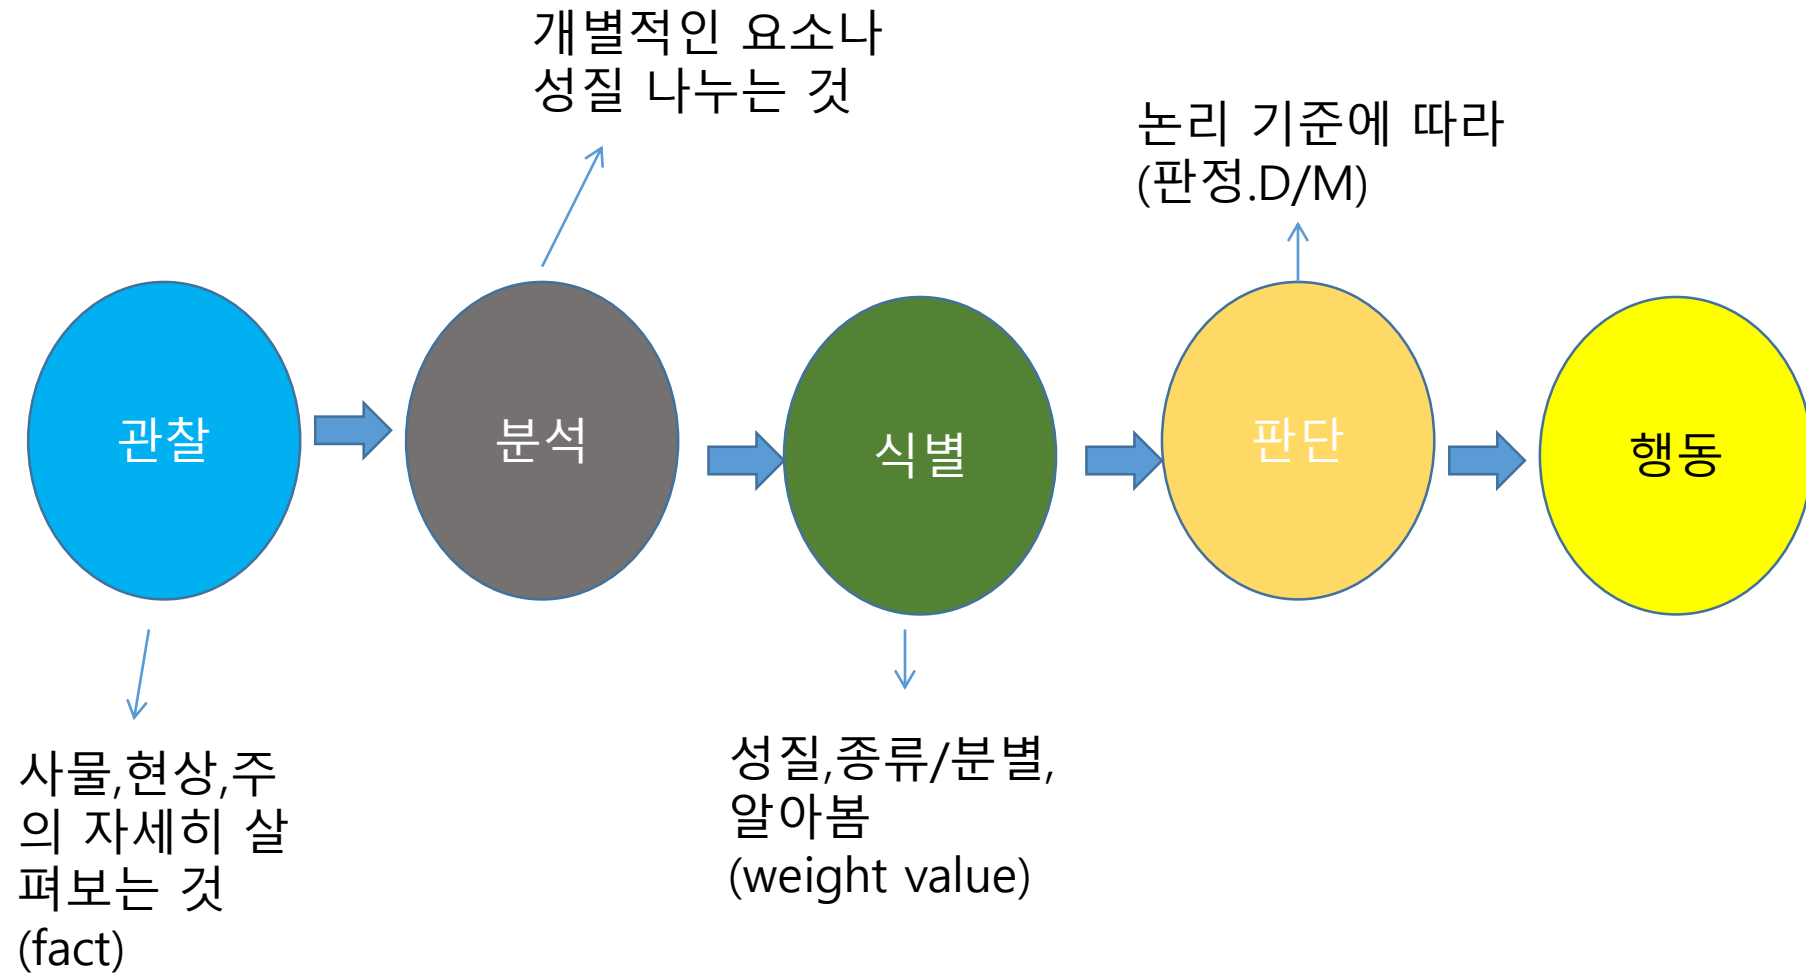 개별적인 요소나
성질 나누는 것
논리 기준에 따라
(판정.D/M)
관찰
분석
식별
판단
행동
사물,현상,주
의 자세히 살
펴보는 것
(fact)
성질,종류/분별,
알아봄
(weight value)